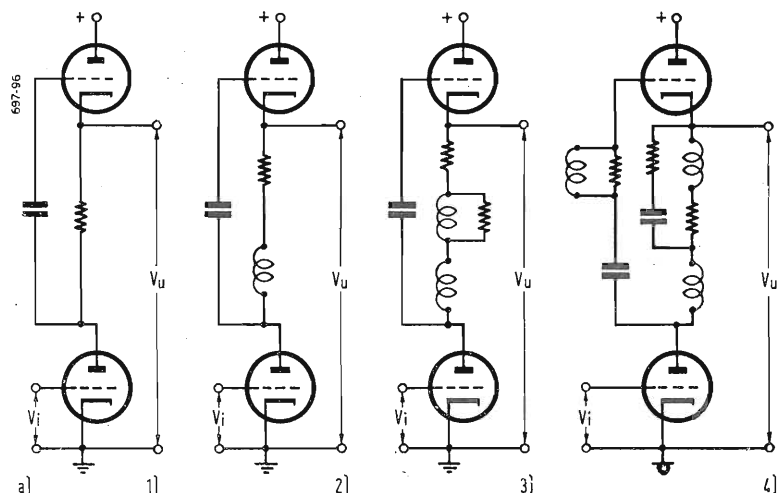 + + + +
697-96
Vu Vu Vu Vu
Vi Vi Vi Vi
a) 1) 2) 3) 4)